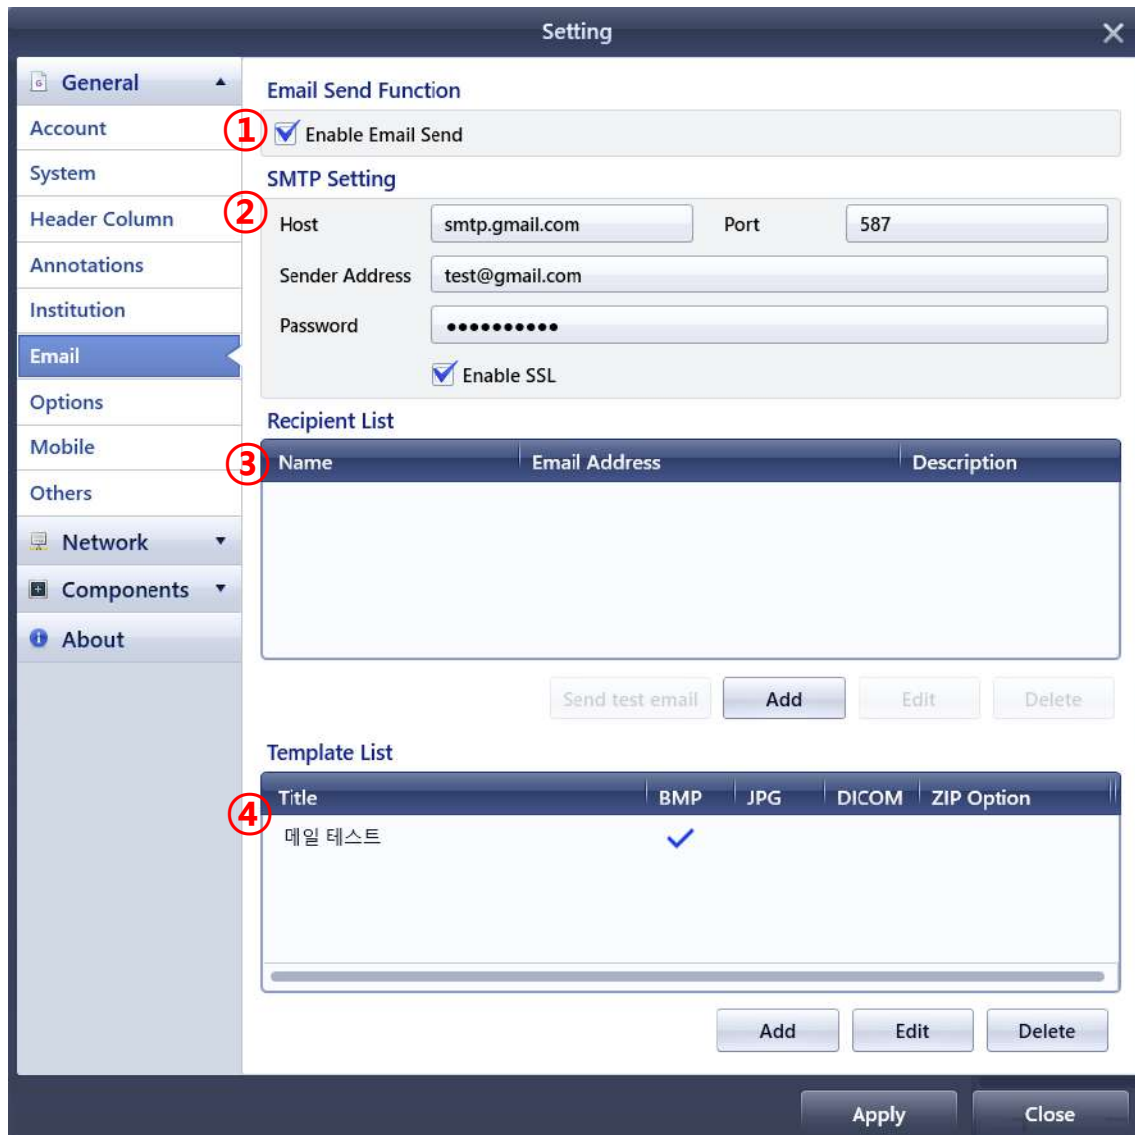 Setting
General
Account
System
Header Column
Annotations
Institution
Email
Options
Mobile
Others
Network
Components
About
Email Send Function
① Enable Email Send
SMTP Setting
② Host smtp.gmail.com Port 587
Sender Address test@gmail.com
Password ●●●●●●●●●●
Enable SSL
Recipient List
③ Name Email Address Description
Send test email Add Edit Delete
Template List
④ Title BMP JPG DICOM ZIP Option
메일 테스트
Add Edit Delete
Apply Close